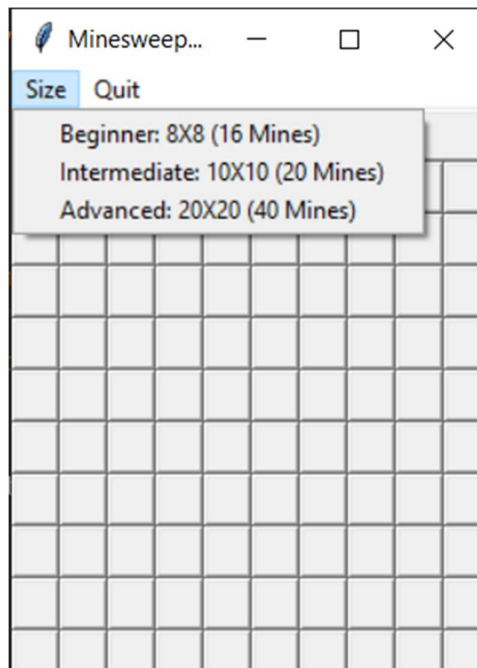 Minesweep...
Size Quit
Beginner: 8X8 (16 Mines)
Intermediate: 10X10 (20 Mines)
Advanced: 20X20 (40 Mines)